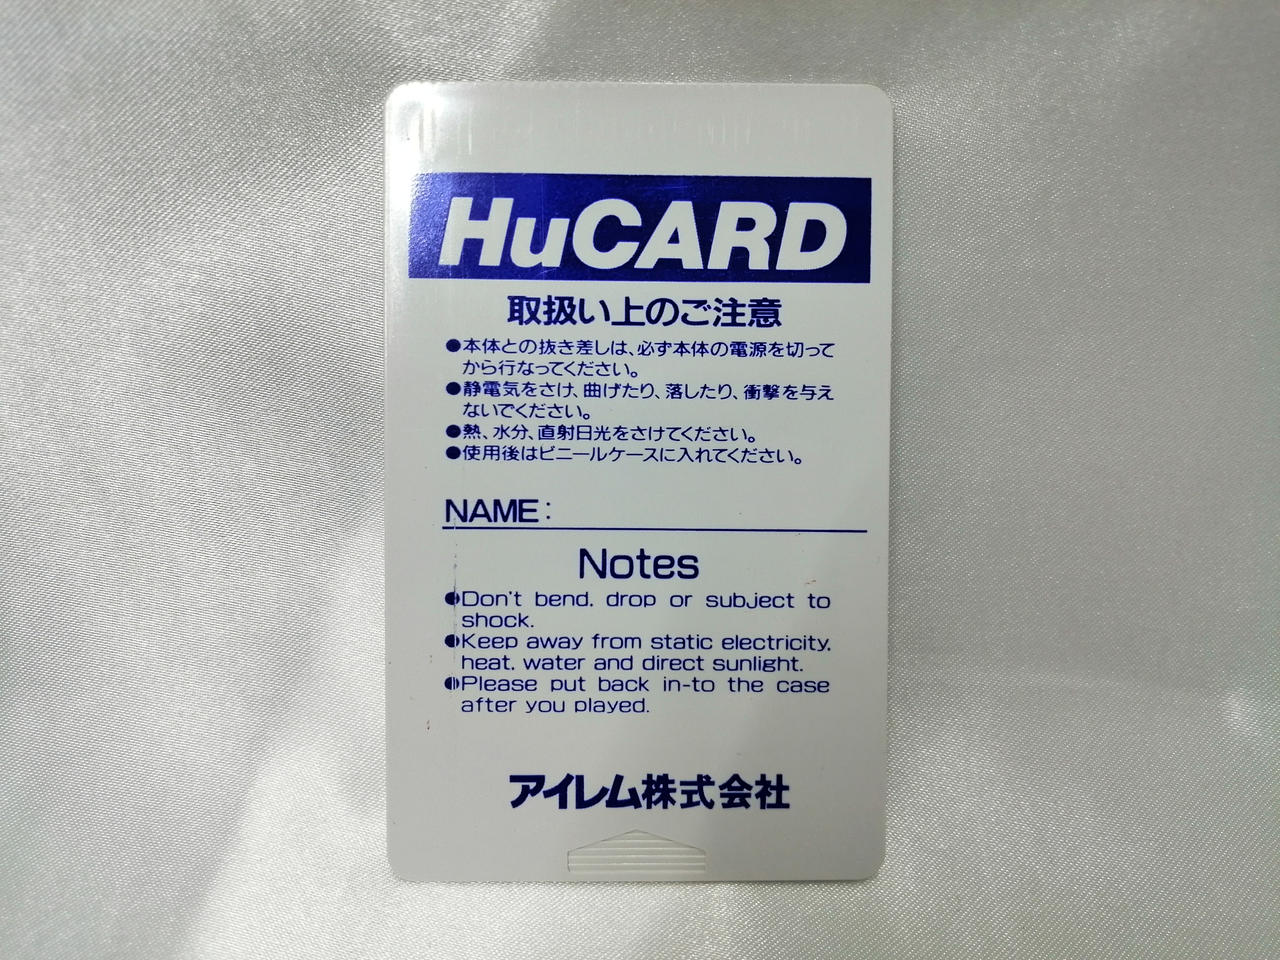 HuCARD
取扱い上のご注意
●本体との抜き差しは、必ず本体の電源を切って
から行なってください。
●静電気をさけ、曲げたり、落したり、衝撃を与え
ないでください。
●熱、水分、直射日光をさけてください。
●使用後はビニールケースに入れてください。
NAME:
Notes
●Don't bend. drop or subject to
shock.
●Keep away from static electricity.
heat. water and direct sunlight.
●Please put back in-to the case
after you played.
アイレム株式会社